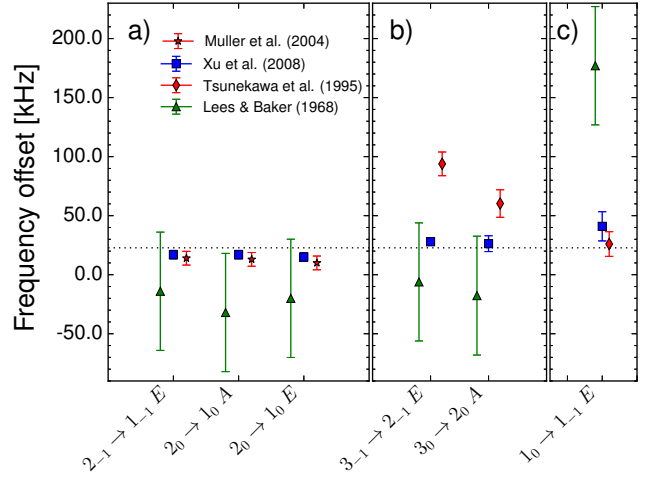 a)
b)
c)
Muller et al. (2004)
Xu et al. (2008)
Tsunekawa et al. (1995)
Lees & Baker (1968)
Frequency offset [kHz]
200.0
150.0
100.0
50.0
0.0
-50.0
2₋₁ → 1₋₁ E
2₀ → 1₀ A
2₀ → 1₀ E
3₋₁ → 2₋₁ E
3₀ → 2₀ A
1₀ → 1₋₁ E